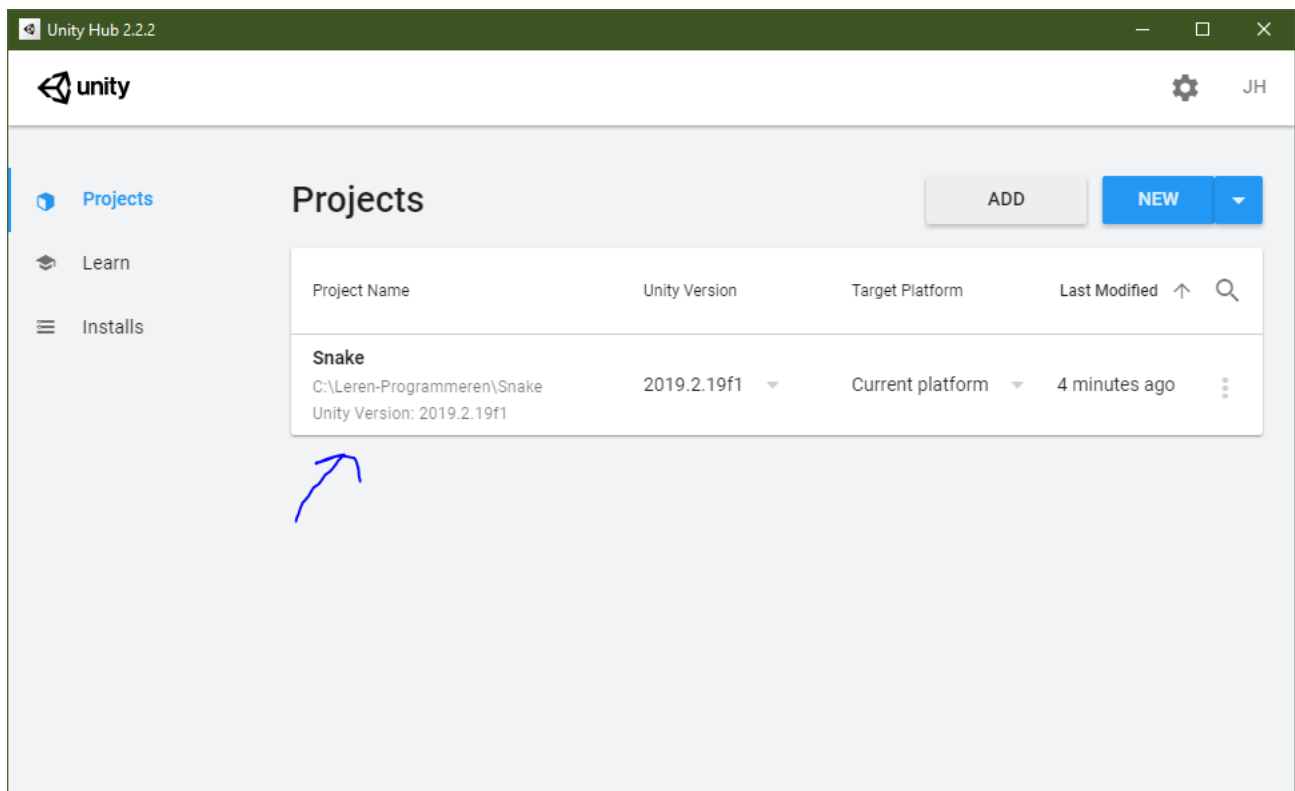 Unity Hub 2.2.2
unity
JH
Projects
Learn
Installs
Projects
ADD
NEW
Project Name
Unity Version
Target Platform
Last Modified
Snake
C:\Leren-Programmeren\Snake
Unity Version: 2019.2.19f1
2019.2.19f1
Current platform
4 minutes ago